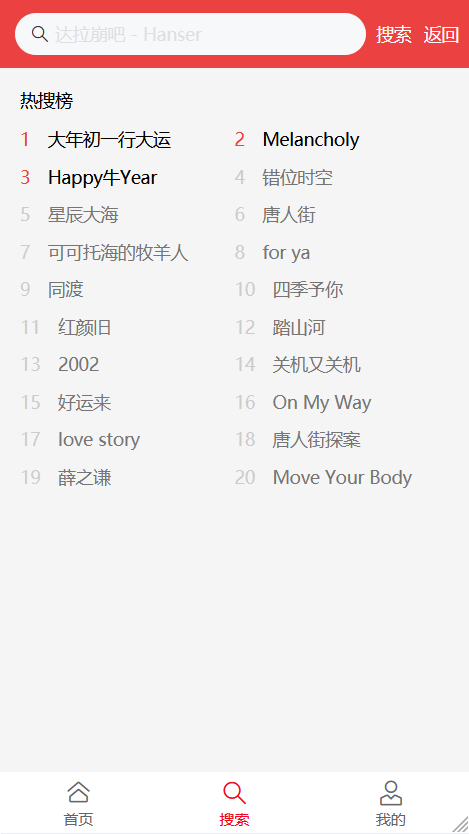 达拉崩吧 - Hanser 搜索 返回
热搜榜
1 大年初一行大运 2 Melancholy
3 Happy牛Year 4 错位时空
5 星辰大海 6 唐人街
7 可可托海的牧羊人 8 for ya
9 同渡 10 四季予你
11 红颜旧 12 踏山河
13 2002 14 关机又关机
15 好运来 16 On My Way
17 love story 18 唐人街探案
19 薛之谦 20 Move Your Body
首页 搜索 我的